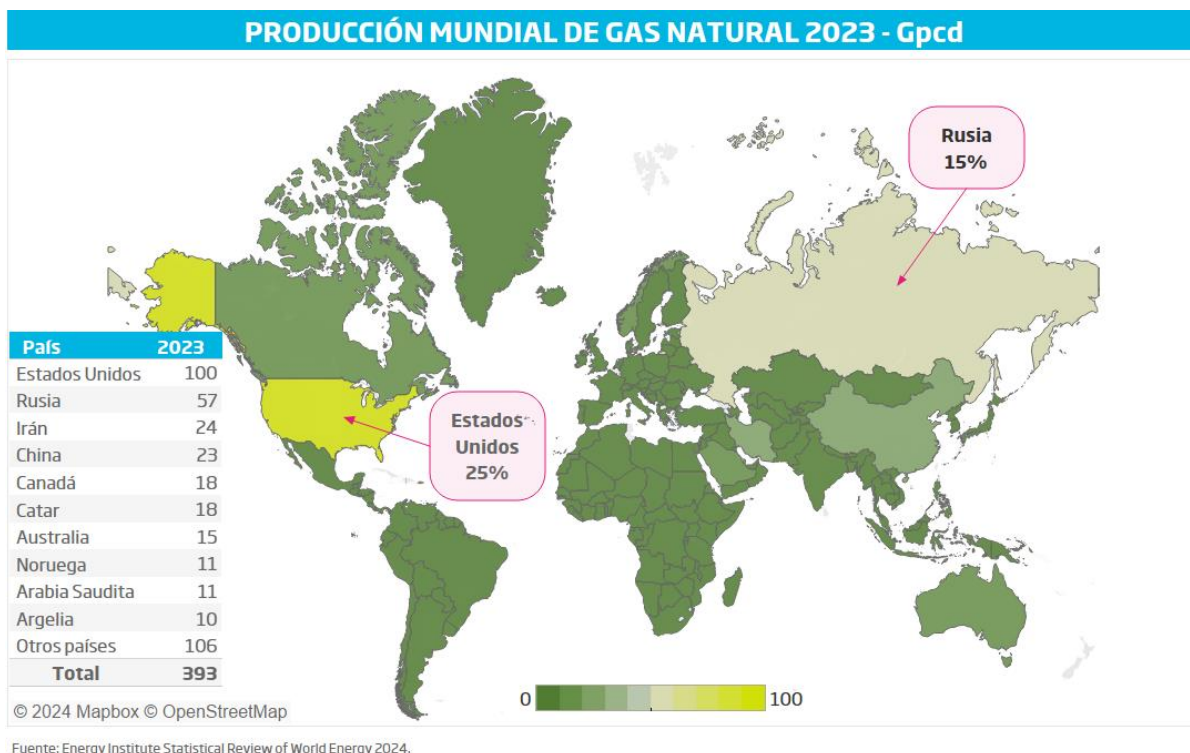 PRODUCCIÓN MUNDIAL DE GAS NATURAL 2023 - Gpcd
Rusia
15%
Estados
Unidos
25%
País 2023
Estados Unidos 100
Rusia 57
Irán 24
China 23
Canadá 18
Catar 18
Australia 15
Noruega 11
Arabia Saudita 11
Argelia 10
Otros países 106
Total 393
0 100
© 2024 Mapbox © OpenStreetMap
Fuente: Energy Institute Statistical Review of World Energy 2024.